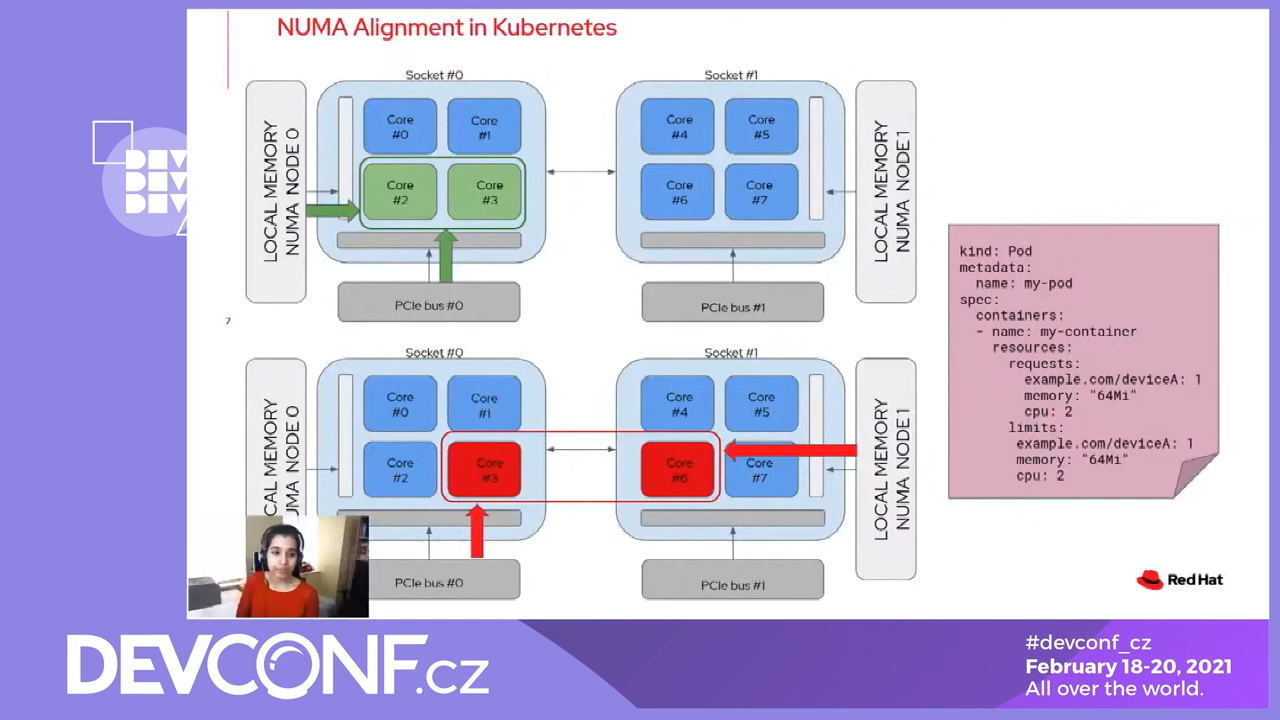 NUMA Alignment in Kubernetes
Socket #0
Socket #1
LOCAL MEMORY
NUMA NODE 0
Core
#0
Core
#1
Core
#2
Core
#3
PCIe bus #0
Core
#4
Core
#5
Core
#6
Core
#7
PCIe bus #1
LOCAL MEMORY
NUMA NODE 1
7
Socket #0
Socket #1
Core
#0
Core
#1
Core
#2
Core
#3
PCIe bus #0
Core
#4
Core
#5
Core
#6
Core
#7
PCIe bus #1
LOCAL MEMORY
NUMA NODE 1
kind: Pod
metadata:
name: my-pod
spec:
containers:
- name: my-container
resources:
requests:
example.com/deviceA: 1
memory: "64Mi"
cpu: 2
limits:
example.com/deviceA: 1
memory: "64Mi"
cpu: 2
Red Hat
DEVCONF.cz
#devconf_cz
February 18-20, 2021
All over the world.